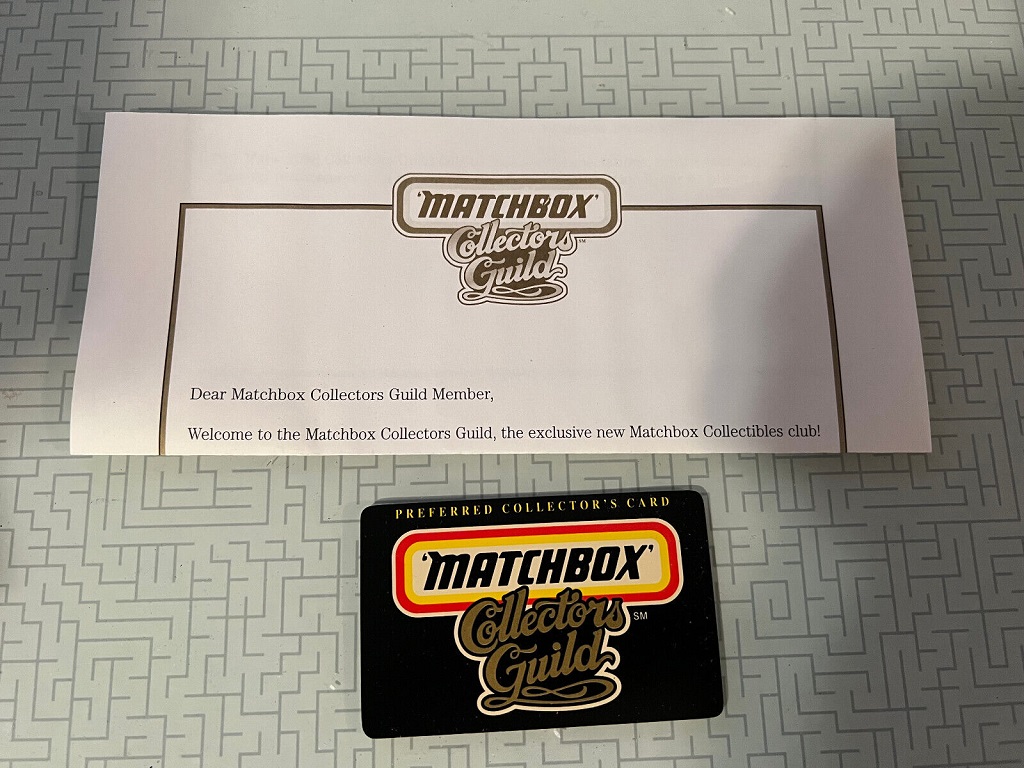 'MATCHBOX'
Collectors SM
Guild
Dear Matchbox Collectors Guild Member,
Welcome to the Matchbox Collectors Guild, the exclusive new Matchbox Collectibles club!
PREFERRED COLLECTOR'S CARD
'MATCHBOX'
Collectors SM
Guild